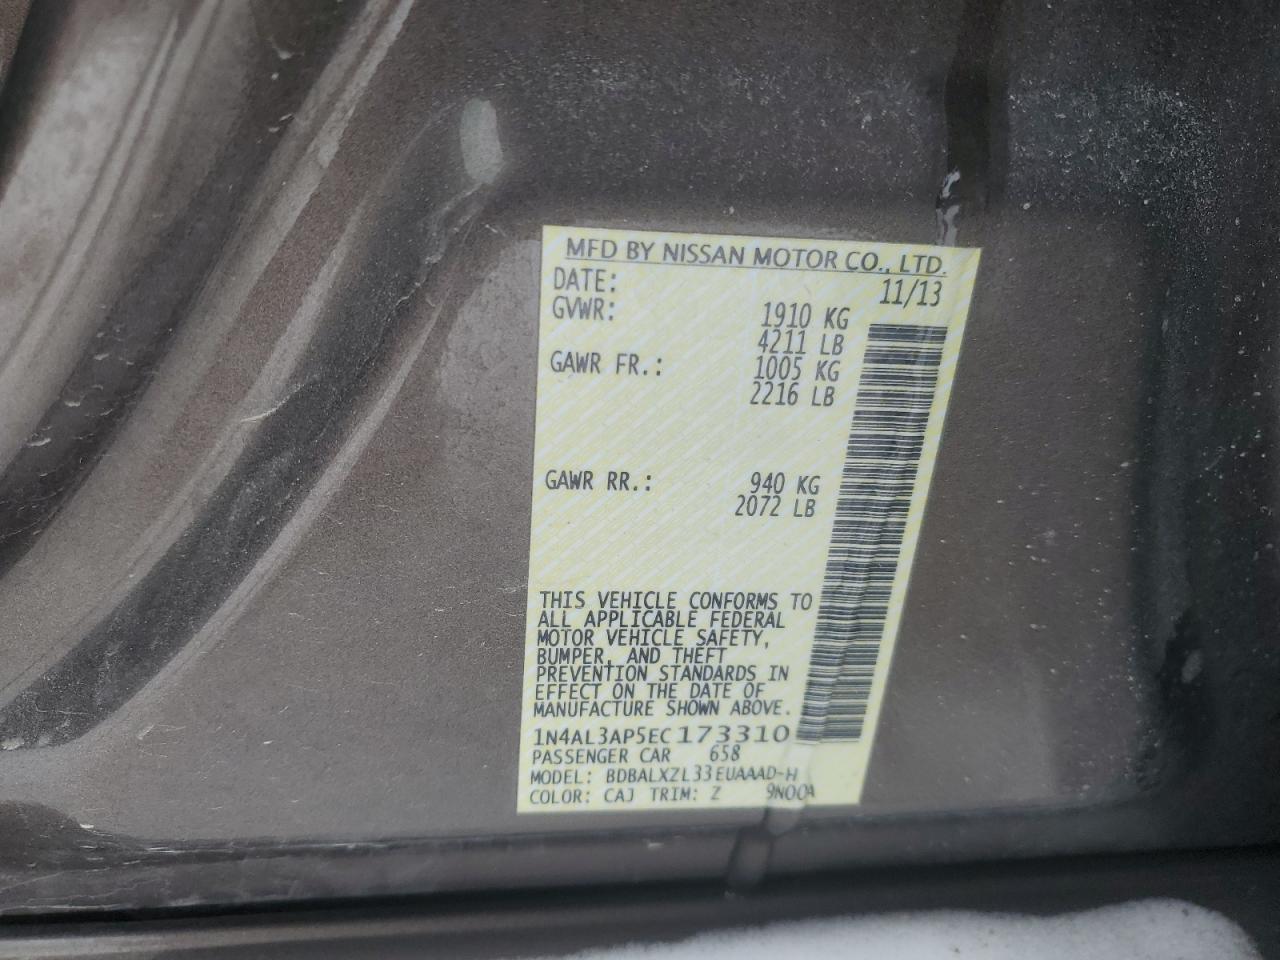 MFD BY NISSAN MOTOR CO., LTD.
DATE: 11/13
GVWR: 1910 KG
4211 LB
GAWR FR.: 1005 KG
2216 LB
GAWR RR.: 940 KG
2072 LB
THIS VEHICLE CONFORMS TO
ALL APPLICABLE FEDERAL
MOTOR VEHICLE SAFETY,
BUMPER, AND THEFT
PREVENTION STANDARDS IN
EFFECT ON THE DATE OF
MANUFACTURE SHOWN ABOVE.
1N4AL3AP5EC173310
PASSENGER CAR 658
MODEL: BDBALXZL33EUAAAD-H
COLOR: CAJ TRIM: Z 9NOOA